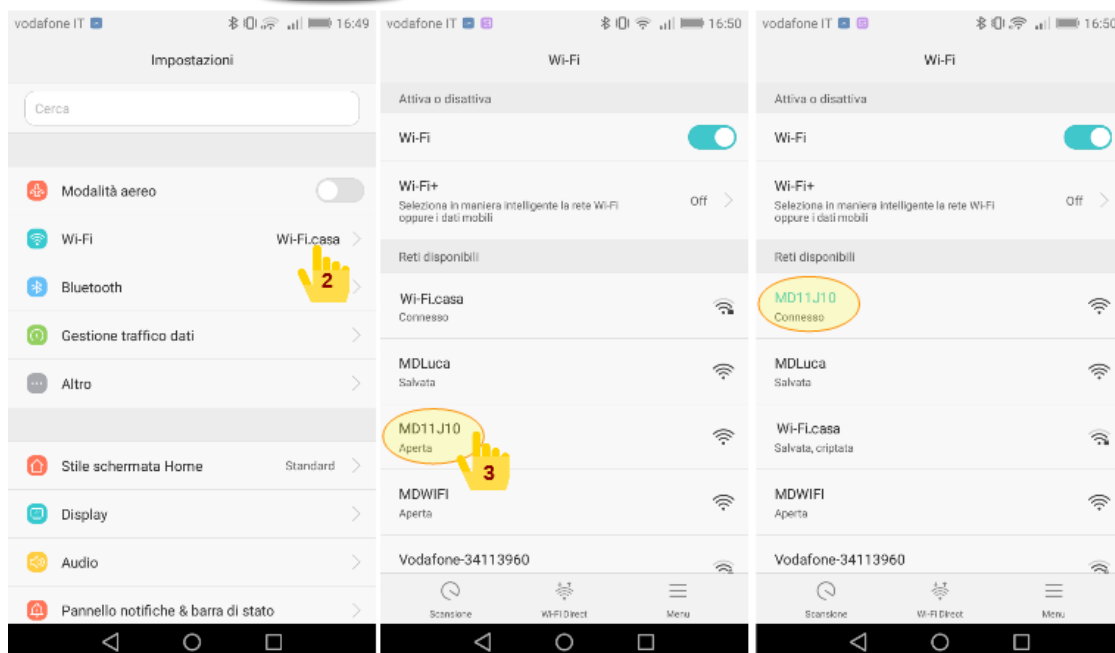 vodafone IT 16:49
Impostazioni
Cerca
Modalità aereo
Wi-Fi Wi-Fi.casa
2
Bluetooth
Gestione traffico dati
Altro
Stile schermata Home Standard
Display
Audio
Pannello notifiche & barra di stato
vodafone IT 16:50
Wi-Fi
Attiva o disattiva
Wi-Fi
Wi-Fi+
Seleziona in maniera intelligente la rete Wi-Fi
oppure i dati mobili
Off
Reti disponibili
Wi-Fi.casa
Connesso
MDLuca
Salvata
MD11J10
Aperta
3
MDWIFI
Aperta
Vodafone-34113960
Scansione Wi-Fi Direct Menu
vodafone IT 16:50
Wi-Fi
Attiva o disattiva
Wi-Fi
Wi-Fi+
Seleziona in maniera intelligente la rete Wi-Fi
oppure i dati mobili
Off
Reti disponibili
MD11J10
Connesso
MDLuca
Salvata
Wi-Fi.casa
Salvata, criptata
MDWIFI
Aperta
Vodafone-34113960
Scansione Wi-Fi Direct Menu